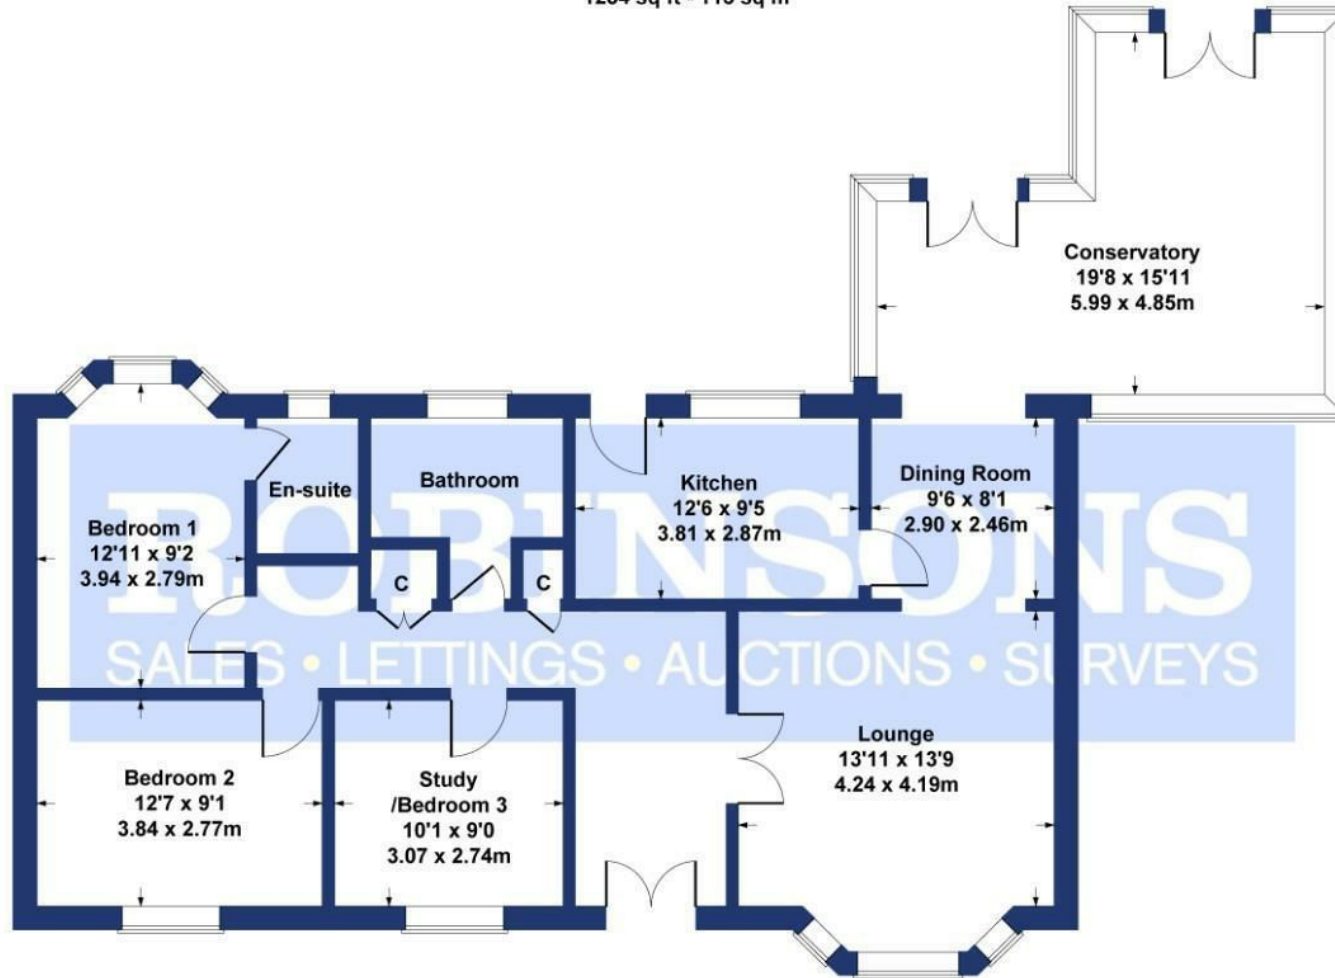 Conservatory
19'8 x 15'11
5.99 x 4.85m
Bedroom 1
12'11 x 9'2
3.94 x 2.79m
En-suite
Bathroom
Kitchen
12'6 x 9'5
3.81 x 2.87m
Dining Room
9'6 x 8'1
2.90 x 2.46m
C
C
ROBINSONS
SALES • LETTINGS • AUCTIONS • SURVEYS
Bedroom 2
12'7 x 9'1
3.84 x 2.77m
Study
/Bedroom 3
10'1 x 9'0
3.07 x 2.74m
Lounge
13'11 x 13'9
4.24 x 4.19m